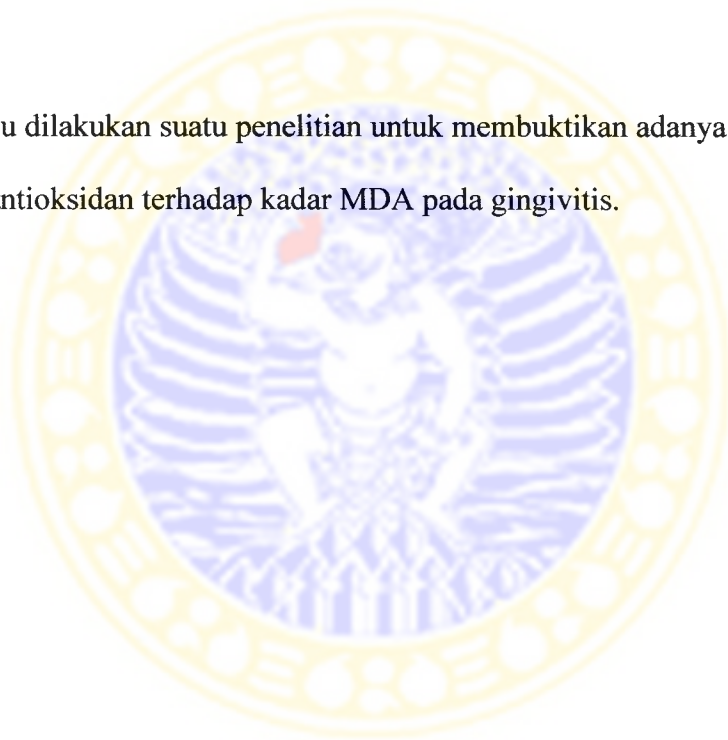 u dilakukan suatu penelitian untuk membuktikan adanya
ntioksidan terhadap kadar MDA pada gingivitis.